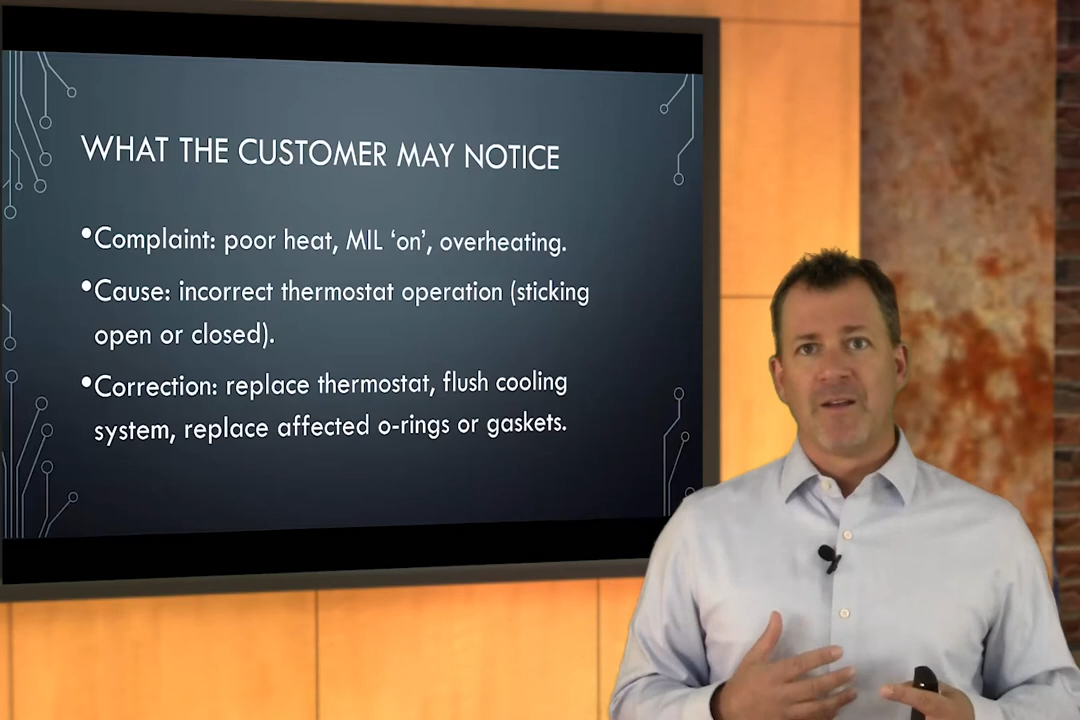 WHAT THE CUSTOMER MAY NOTICE
•Complaint: poor heat, MIL ‘on’, overheating.
•Cause: incorrect thermostat operation (sticking
open or closed).
•Correction: replace thermostat, flush cooling
system, replace affected o-rings or gaskets.